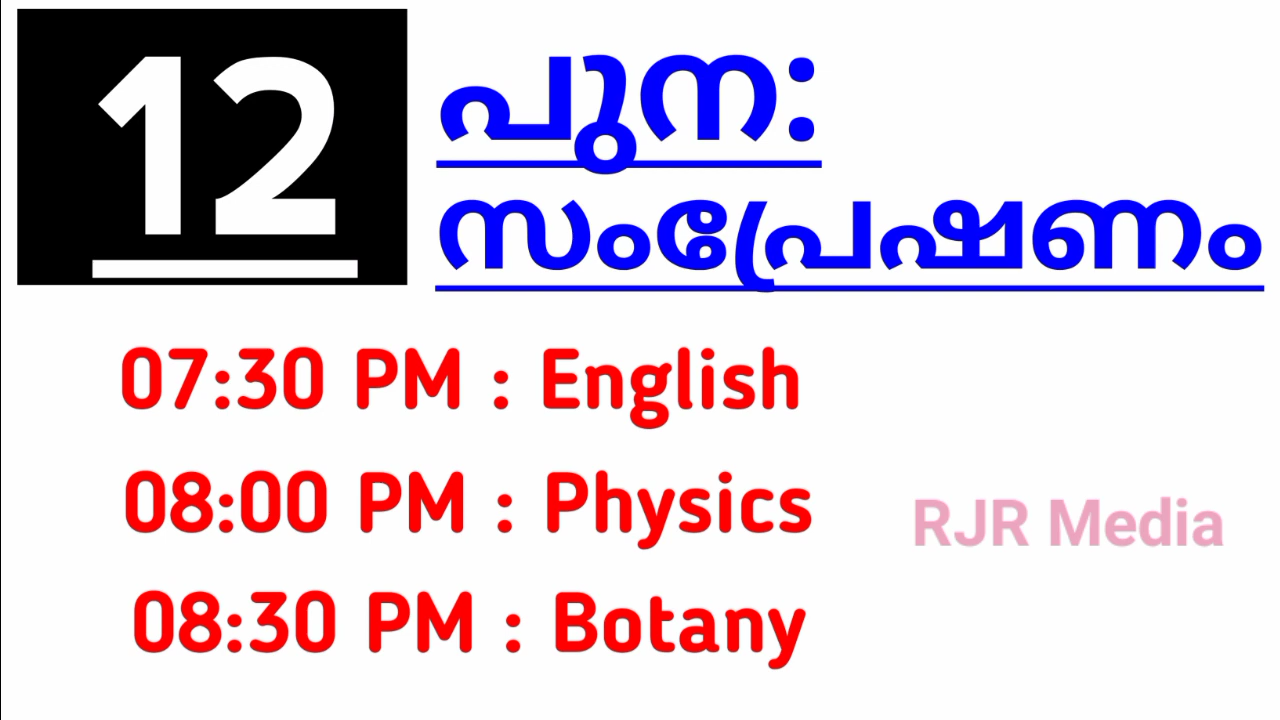 12
പുന:
സംപ്രേഷണം
07:30 PM : English
08:00 PM : Physics
RJR Media
08:30 PM : Botany